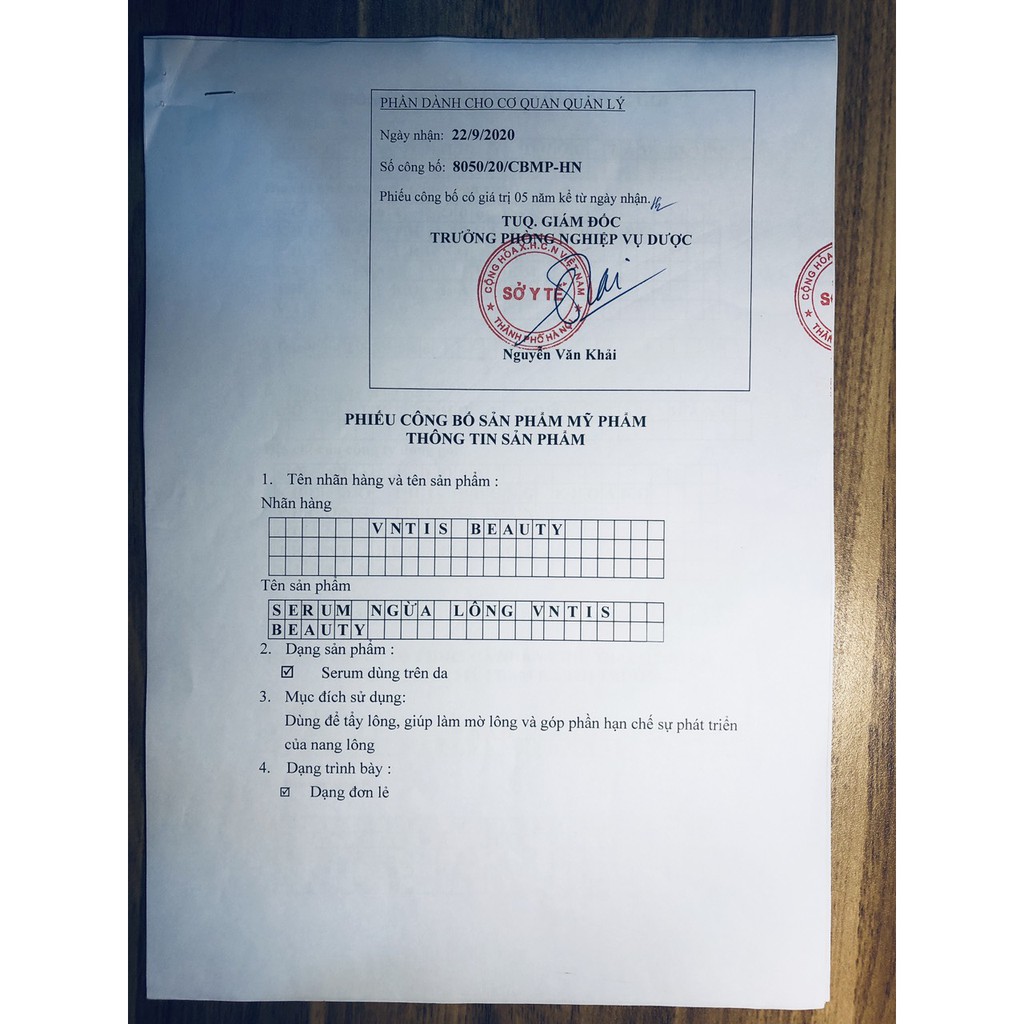 PHẦN DÀNH CHO CƠ QUAN QUẢN LÝ
Ngày nhận: 22/9/2020
Số công bố: 8050/20/CBMP-HN
Phiếu công bố có giá trị 05 năm kể từ ngày nhận.
TUQ. GIÁM ĐỐC
TRƯỞNG PHÒNG NGHIỆP VỤ DƯỢC
CỘNG HÒA X.H.C.N VIỆT NAM
SỞ Y TẾ
THÀNH PHỐ HÀ NỘI
Nguyễn Văn Khải
PHIẾU CÔNG BỐ SẢN PHẨM MỸ PHẨM
THÔNG TIN SẢN PHẨM
1. Tên nhãn hàng và tên sản phẩm :
Nhãn hàng
VNTIS BEAUTY
Tên sản phẩm
SERUM NGỪA LÔNG VNTIS
BEAUTY
2. Dạng sản phẩm :
☑ Serum dùng trên da
3. Mục đích sử dụng:
Dùng để tẩy lông, giúp làm mờ lông và góp phần hạn chế sự phát triển
của nang lông
4. Dạng trình bày :
☑ Dạng đơn lẻ